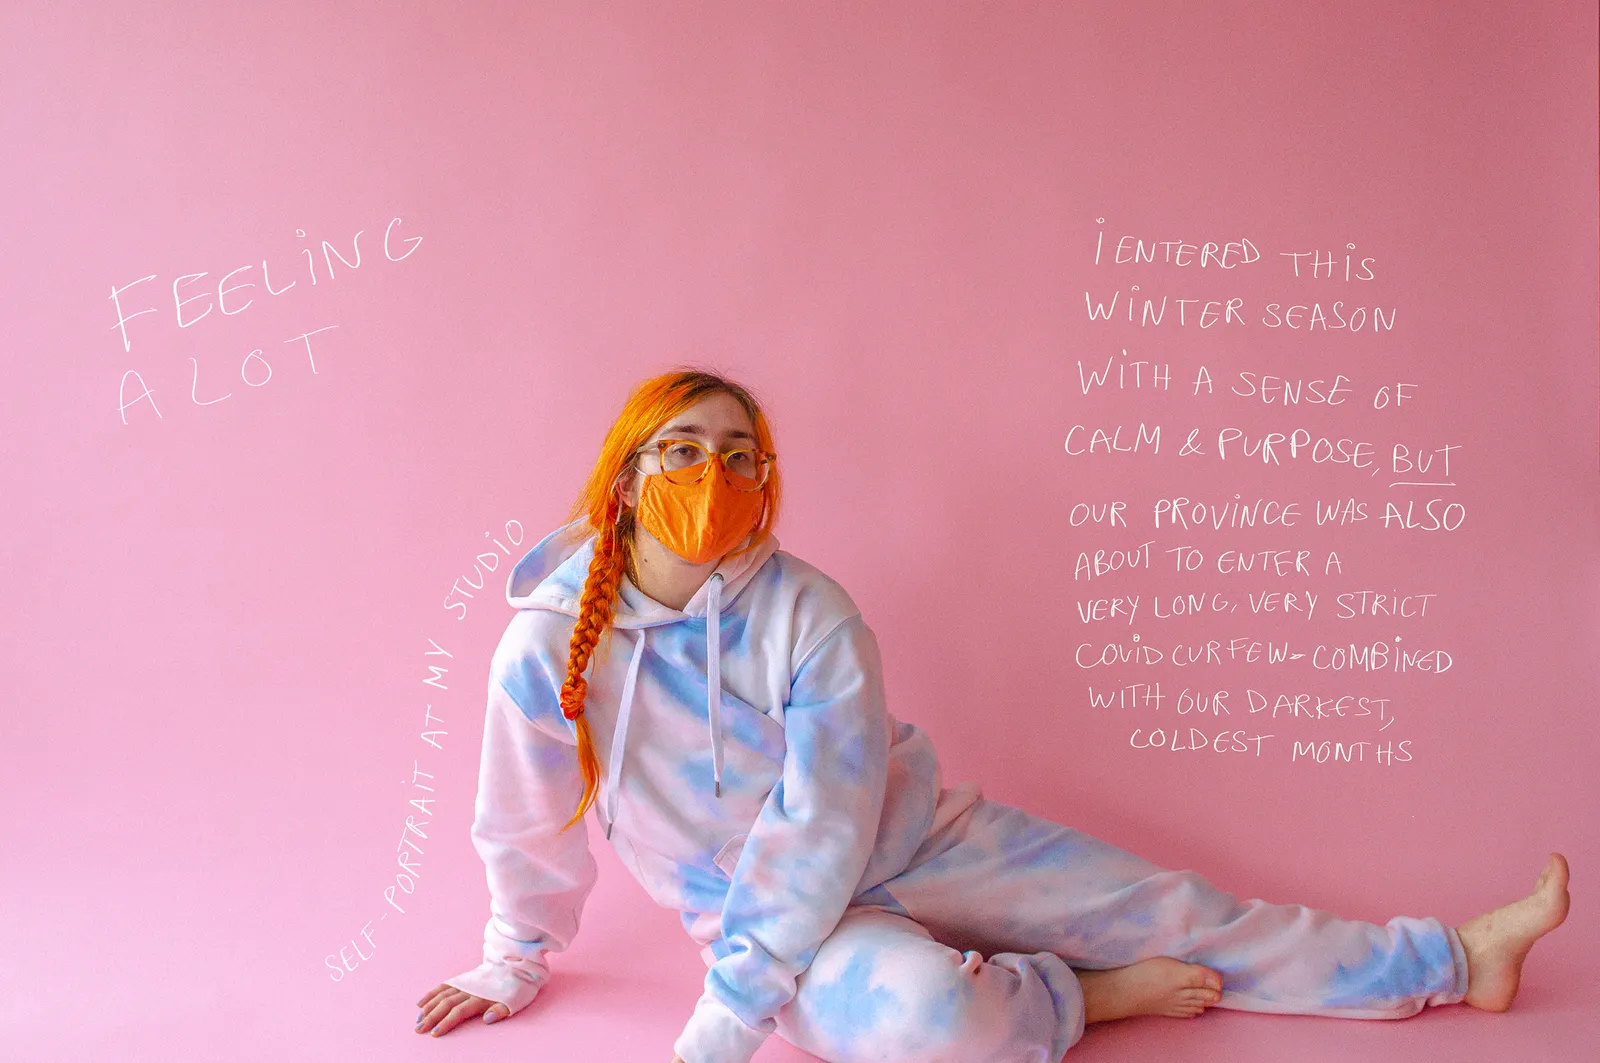 FEELiNG
A LOT
SELF-PORTRAiT AT MY STUDiO
i ENTERED THiS
WiNTER SEASON
WiTH A SENSE OF
CALM & PURPOSE, BUT
OUR PROViNCE WAS ALSO
ABOUT TO ENTER A
VERY LONG, VERY STRICT
COViD CURFEW- COMBiNED
WiTH OUR DARKEST,
COLDEST MONTHS